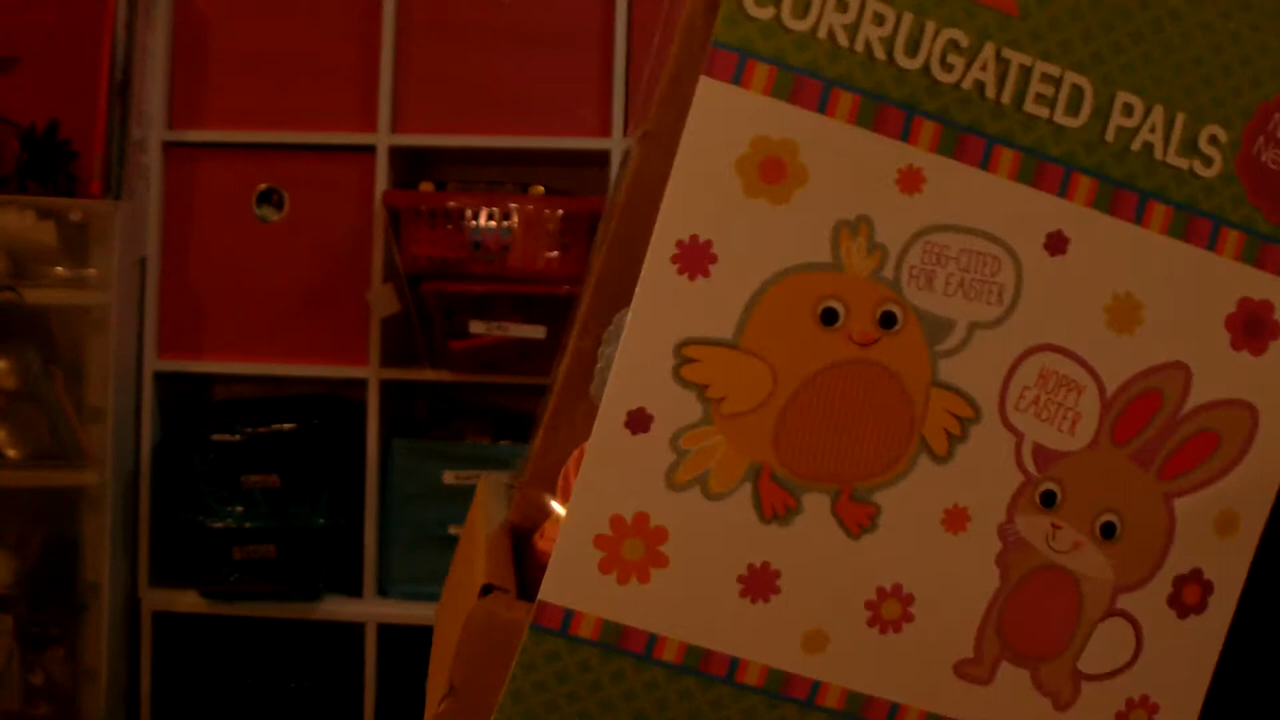 CORRUGATED PALS
EGG-CITED
FOR EASTER
HOPPY
EASTER